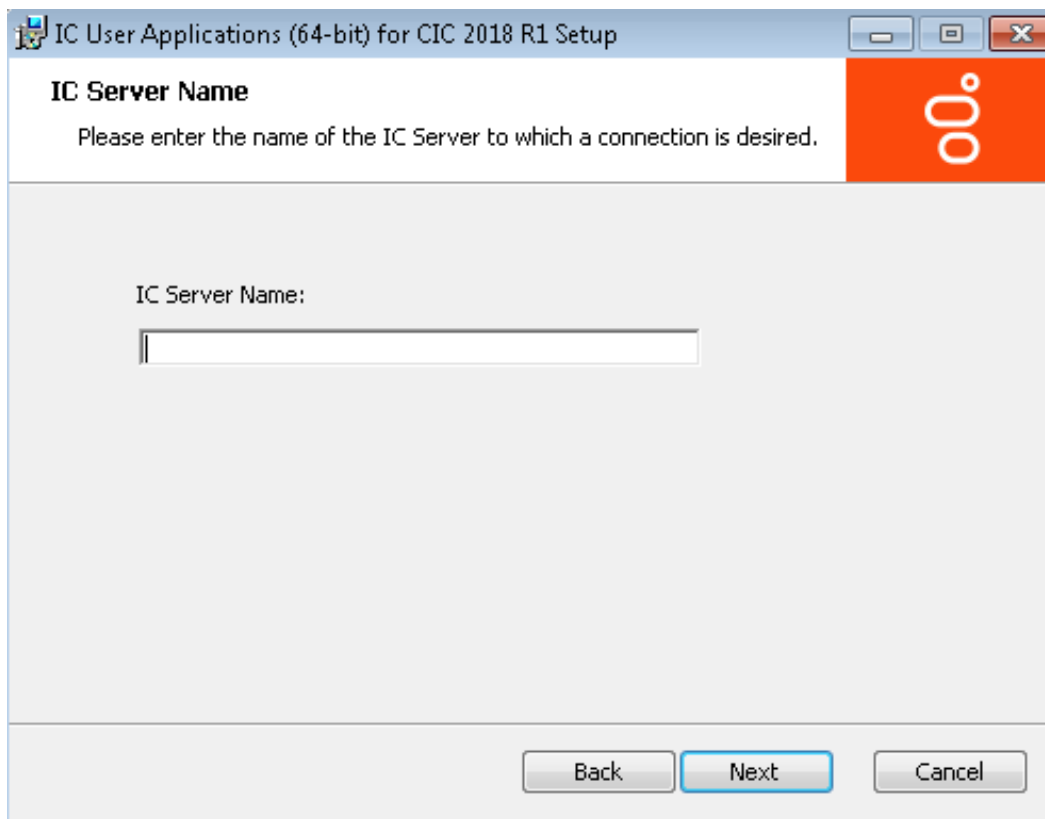 IC User Applications (64-bit) for CIC 2018 R1 Setup
IC Server Name
Please enter the name of the IC Server to which a connection is desired.
IC Server Name:
Back Next Cancel